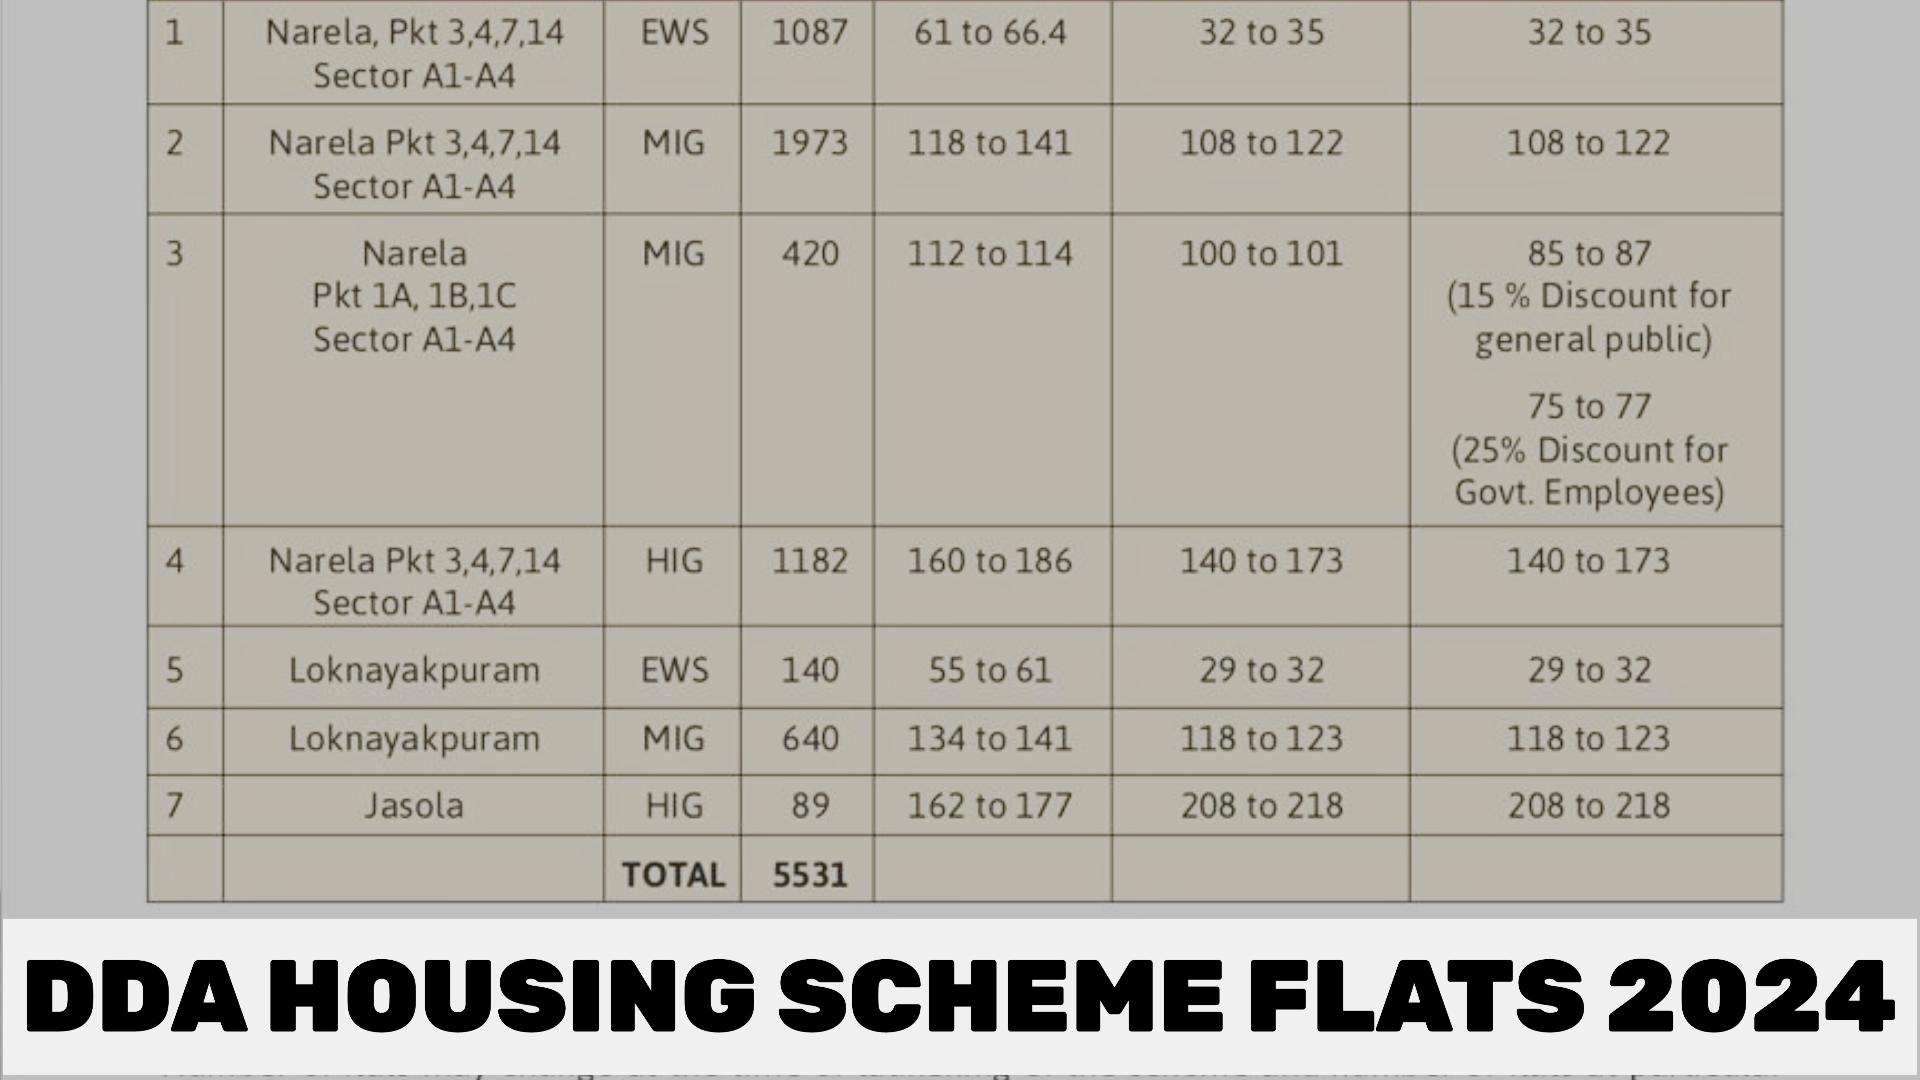 1 Narela, Pkt 3,4,7,14 EWS 1087 61 to 66.4 32 to 35 32 to 35
Sector A1-A4
2 Narela Pkt 3,4,7,14 MIG 1973 118 to 141 108 to 122 108 to 122
Sector A1-A4
3 Narela MIG 420 112 to 114 100 to 101 85 to 87
Pkt 1A, 1B,1C (15 % Discount for
Sector A1-A4 general public)
75 to 77
(25% Discount for
Govt. Employees)
4 Narela Pkt 3,4,7,14 HIG 1182 160 to 186 140 to 173 140 to 173
Sector A1-A4
5 Loknayakpuram EWS 140 55 to 61 29 to 32 29 to 32
6 Loknayakpuram MIG 640 134 to 141 118 to 123 118 to 123
7 Jasola HIG 89 162 to 177 208 to 218 208 to 218
TOTAL 5531
DDA HOUSING SCHEME FLATS 2024